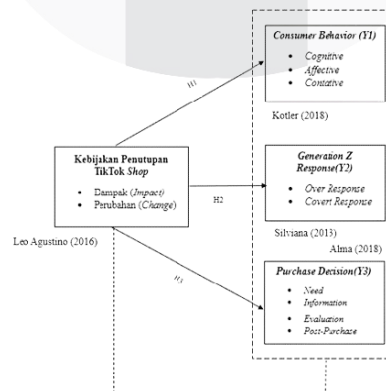 Consumer Behavior (Y1)
Cognitive
Affective
Contative
Kotler (2018)
H1
Kebijakan Penutupan
TikTok Shop
Dampak (Impact)
Perubahan (Change)
Leo Agustino (2016)
H2
Generation Z
Response(Y2)
Over Response
Covert Response
Silviana (2013)
Alma (2018)
H3
Purchase Decision(Y3)
Need
Information
Evaluation
Post-Purchase